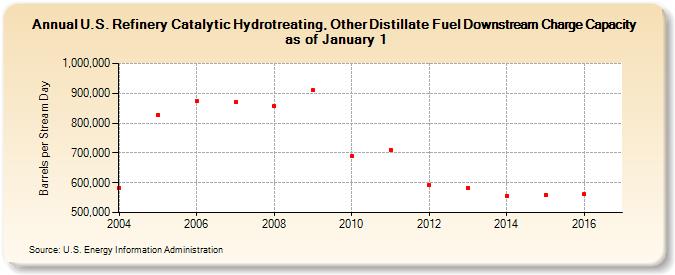 Annual U.S. Refinery Catalytic Hydrotreating, Other Distillate Fuel Downstream Charge Capacity
as of January 1
Barrels per Stream Day
1,000,000
900,000
800,000
700,000
600,000
500,000
2004 2006 2008 2010 2012 2014 2016
Source: U.S. Energy Information Administration